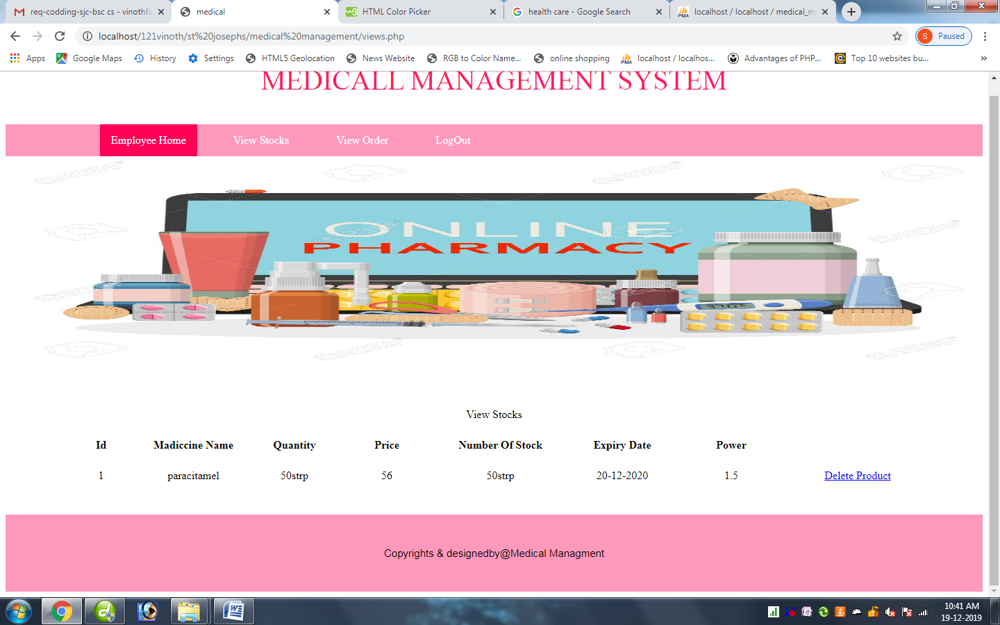 req-codding-sjc-bsc cs - vinothfa
medical
HTML Color Picker
health care - Google Search
localhost / localhost / medical_m
localhost/121vinoth/st%20josephs/medical%20management/views.php
S Paused
Apps
Google Maps
History
Settings
HTML5 Geolocation
News Website
RGB to Color Name...
online shopping
localhost / localhos...
Advantages of PHP...
Top 10 websites bu...
»
MEDICALL MANAGEMENT SYSTEM
Employee Home View Stocks View Order LogOut
ONLINE
PHARMACY
View Stocks
Id Madiccine Name Quantity Price Number Of Stock Expiry Date Power
1 paracitamel 50strp 56 50strp 20-12-2020 1.5 Delete Product
Copyrights & designedby@Medical Managment
10:41 AM
19-12-2019